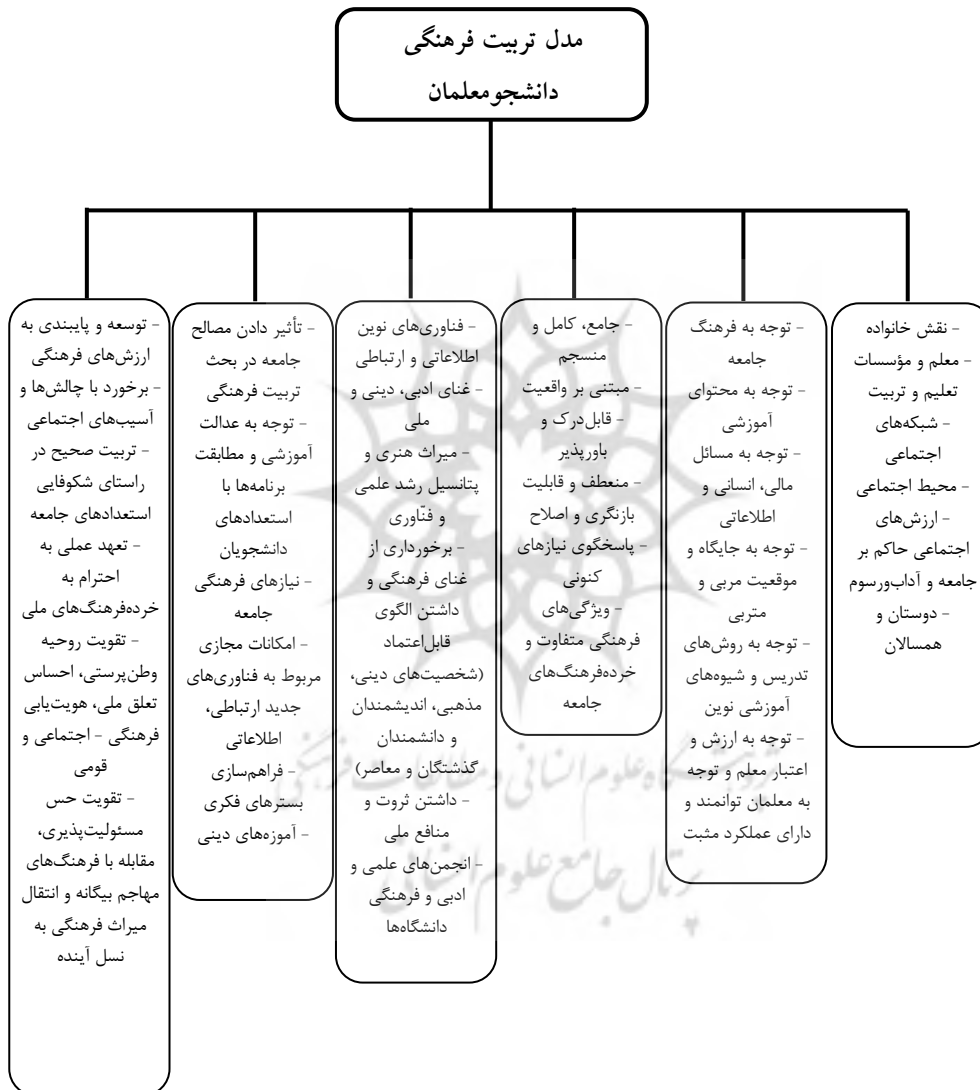 مدل تربیت فرهنگی
دانشجومعلمان
- نقش خانواده
- معلم و مؤسسات
تعلیم و تربیت
- شبکه‌های
اجتماعی
- محیط اجتماعی
- ارزش‌های
اجتماعی حاکم بر
جامعه و آداب‌ورسوم
- دوستان و
همسالان
- توجه به فرهنگ
جامعه
- توجه به محتوای
آموزشی
- توجه به مسائل
مالی، انسانی و
اطلاعاتی
- توجه به جایگاه و
موقعیت مربی و
متربی
- توجه به روش‌های
تدریس و شیوه‌های
آموزشی نوین
- توجه به ارزش و
اعتبار معلم و توجه
به معلمان توانمند و
دارای عملکرد مثبت
- جامع، کامل و
منسجم
- مبتنی بر واقعیت
- قابل‌درک و
باورپذیر
- منعطف و قابلیت
بازنگری و اصلاح
- پاسخگوی نیازهای
کنونی
- ویژگی‌های
فرهنگی متفاوت و
خرده‌فرهنگ‌های
جامعه
- فناوری‌های نوین
اطلاعاتی و ارتباطی
- غنای ادبی، دینی و
ملی
- میراث هنری و
پتانسیل رشد علمی
و فنّاوری
- برخورداری از
غنای فرهنگی و
داشتن الگوی
قابل‌اعتماد
(شخصیت‌های دینی،
مذهبی، اندیشمندان
و دانشمندان
گذشتگان و معاصر)
- داشتن ثروت و
منافع ملی
- انجمن‌های علمی و
ادبی و فرهنگی
دانشگاه‌ها
- تأثیر دادن مصالح
جامعه در بحث
تربیت فرهنگی
- توجه به عدالت
آموزشی و مطابقت
برنامه‌ها با
استعدادهای
دانشجویان
- نیازهای فرهنگی
جامعه
- امکانات مجازی
مربوط به فناوری‌های
جدید ارتباطی،
اطلاعاتی
- فراهم‌سازی
بسترهای فکری
- آموزه‌های دینی
- توسعه و پایبندی به
ارزش‌های فرهنگی
- برخورد با چالش‌ها و
آسیب‌های اجتماعی
- تربیت صحیح در
راستای شکوفایی
استعدادهای جامعه
- تعهد عملی به
احترام به
خرده‌فرهنگ‌های ملی
- تقویت روحیه
وطن‌پرستی، احساس
تعلق ملی، هویت‌یابی
فرهنگی - اجتماعی و
قومی
- تقویت حس
مسئولیت‌پذیری،
مقابله با فرهنگ‌های
مهاجم بیگانه و انتقال
میراث فرهنگی به
نسل آینده
پژوهشگاه علوم انسانی و مطالعات فرهنگی
پرتال جامع علوم انسانی